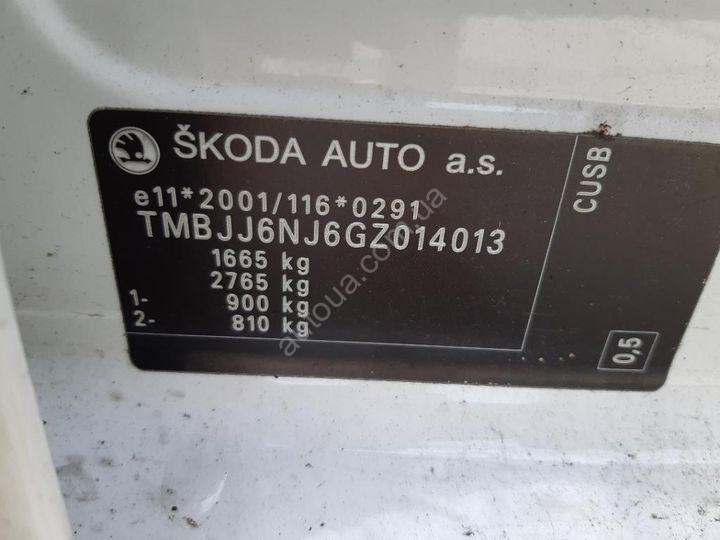 ŠKODA AUTO a.s.
e11*2001/116*0291
TMBJJ6NJ6GZ014013
1665 kg
2765 kg
1- 900 kg
2- 810 kg
CUSB
0,5
autoua.com.ua